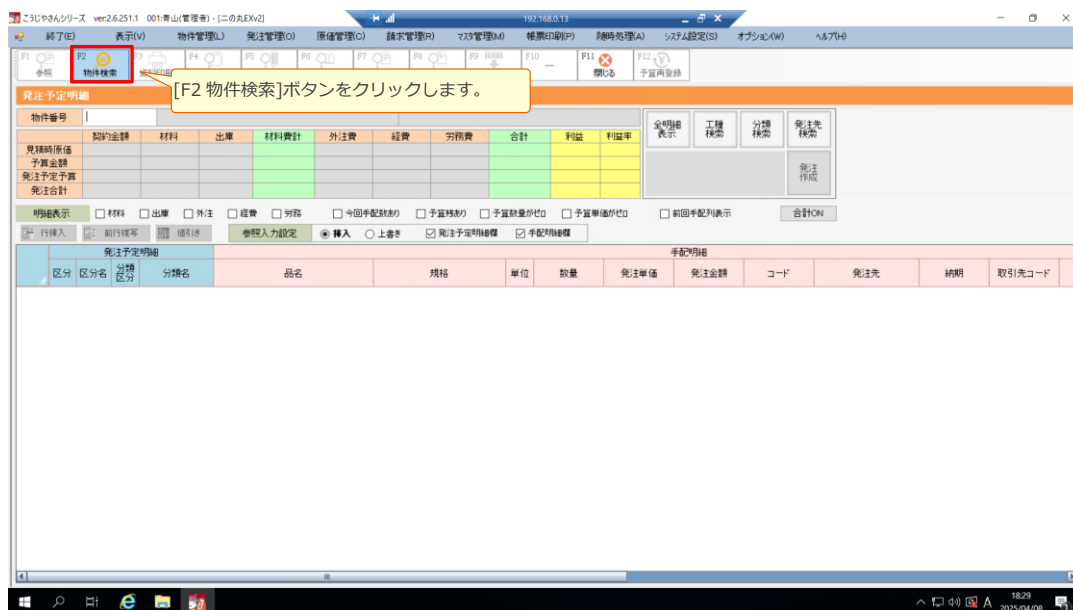 こうじやさんシリーズ ver:2.6.251.1 001:青山(管理者) - [二の丸EXv2]
192.168.0.13
終了(E) 表示(V) 物件管理(L) 発注管理(O) 原価管理(C) 請求管理(R) マスタ管理(M) 帳票印刷(P) 随時処理(A) システム設定(S) オプション(W) ヘルプ(H)
F1 F2 F3 F4 F5 F6 F7 F8 F9 F10 F11 F12
参照 物件検索 閉じる 予算再登録
[F2 物件検索]ボタンをクリックします。
発注予定明細
物件番号
全明細表示 工種検索 分類検索 発注先検索
契約金額 材料 出庫 材料費計 外注費 経費 労務費 合計 利益 利益率
見積時原価
予算金額
発注予定予算
発注合計
発注作成
明細表示 材料 出庫 外注 経費 労務 今回手配数あり 予算残あり 予算数量がゼロ 予算単価がゼロ 前回手配列表示 合計ON
行挿入 前行複写 値引き 参照入力設定 挿入 上書き 発注予定明細欄 手配明細欄
発注予定明細 手配明細
区分 区分名 分類区分 分類名 品名 規格 単位 数量 発注単価 発注金額 コード 発注先 納期 取引先コード
18:29
A
2025/04/08